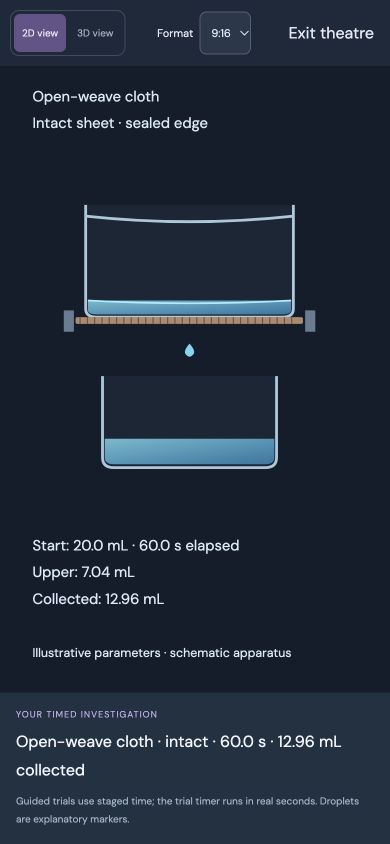 2D view 3D view Format 9:16 Exit theatre
Open-weave cloth
Intact sheet · sealed edge
Start: 20.0 mL · 60.0 s elapsed
Upper: 7.04 mL
Collected: 12.96 mL
Illustrative parameters · schematic apparatus
YOUR TIMED INVESTIGATION
Open-weave cloth · intact · 60.0 s · 12.96 mL
collected
Guided trials use staged time; the trial timer runs in real seconds. Droplets
are explanatory markers.